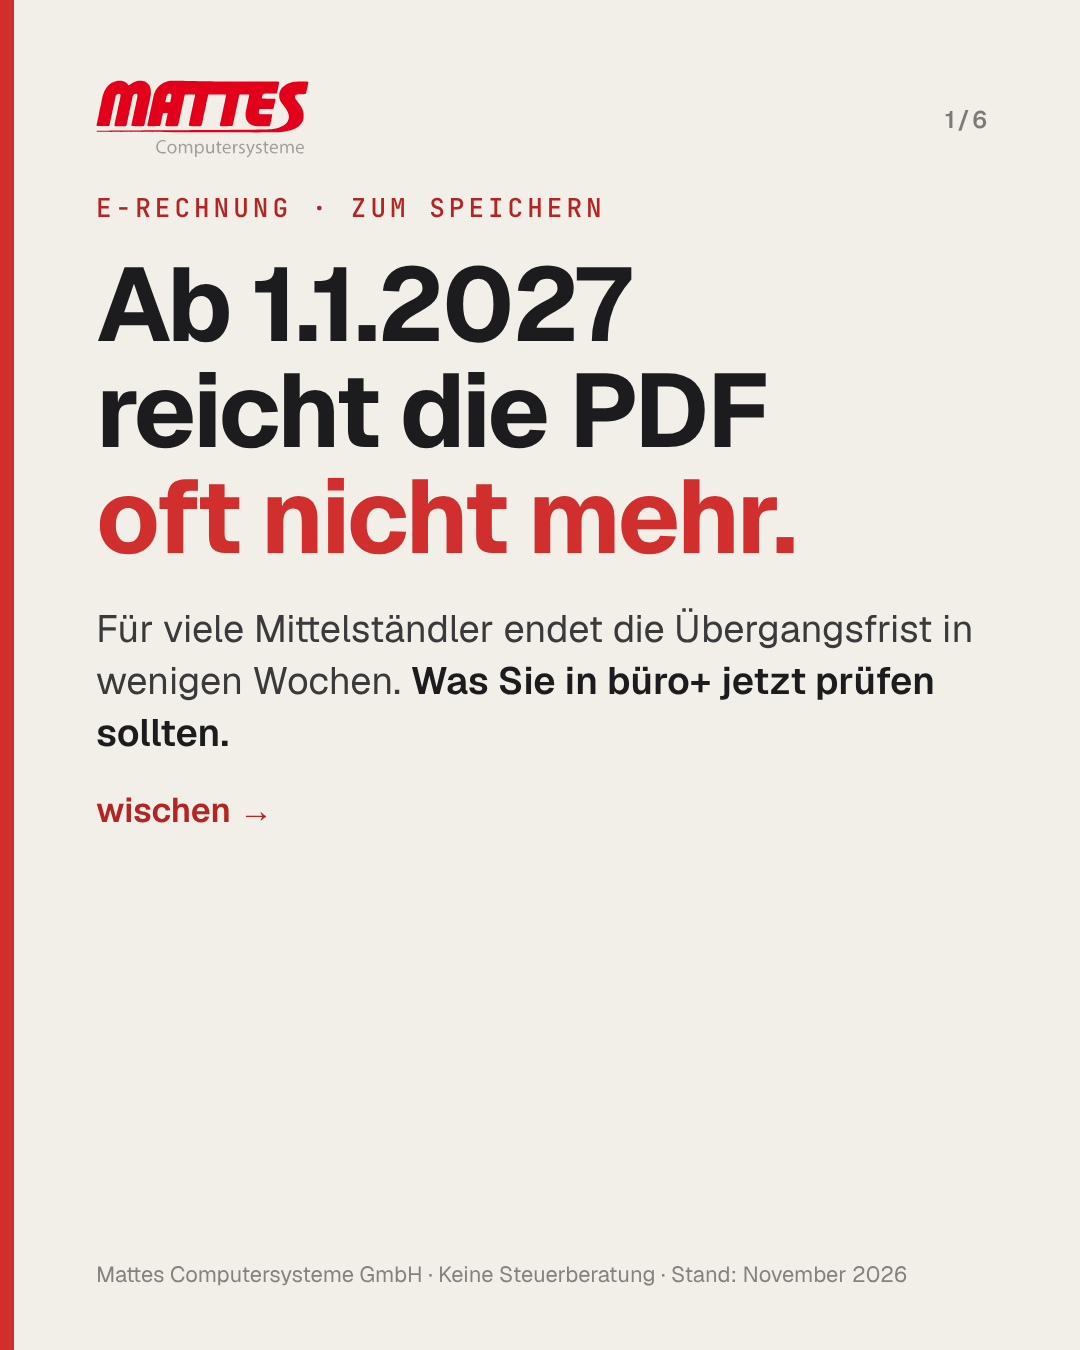 MATTES
Computersysteme
1/6
E-RECHNUNG · ZUM SPEICHERN
Ab 1.1.2027
reicht die PDF
oft nicht mehr.
Für viele Mittelständler endet die Übergangsfrist in
wenigen Wochen. Was Sie in büro+ jetzt prüfen
sollten.
wischen →
Mattes Computersysteme GmbH · Keine Steuerberatung · Stand: November 2026